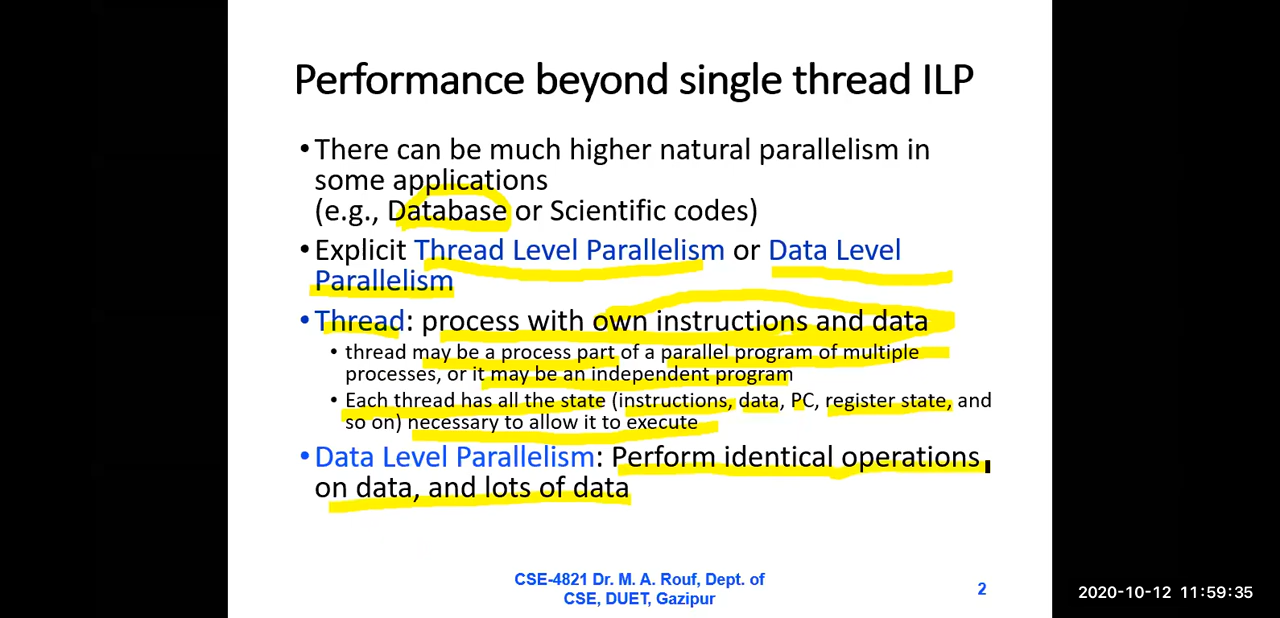 Performance beyond single thread ILP
•There can be much higher natural parallelism in
some applications
(e.g., Database or Scientific codes)
•Explicit Thread Level Parallelism or Data Level
Parallelism
•Thread: process with own instructions and data
• thread may be a process part of a parallel program of multiple
processes, or it may be an independent program
• Each thread has all the state (instructions, data, PC, register state, and
so on) necessary to allow it to execute
•Data Level Parallelism: Perform identical operations
on data, and lots of data
CSE-4821 Dr. M. A. Rouf, Dept. of
CSE, DUET, Gazipur
2
2020-10-12 11:59:35